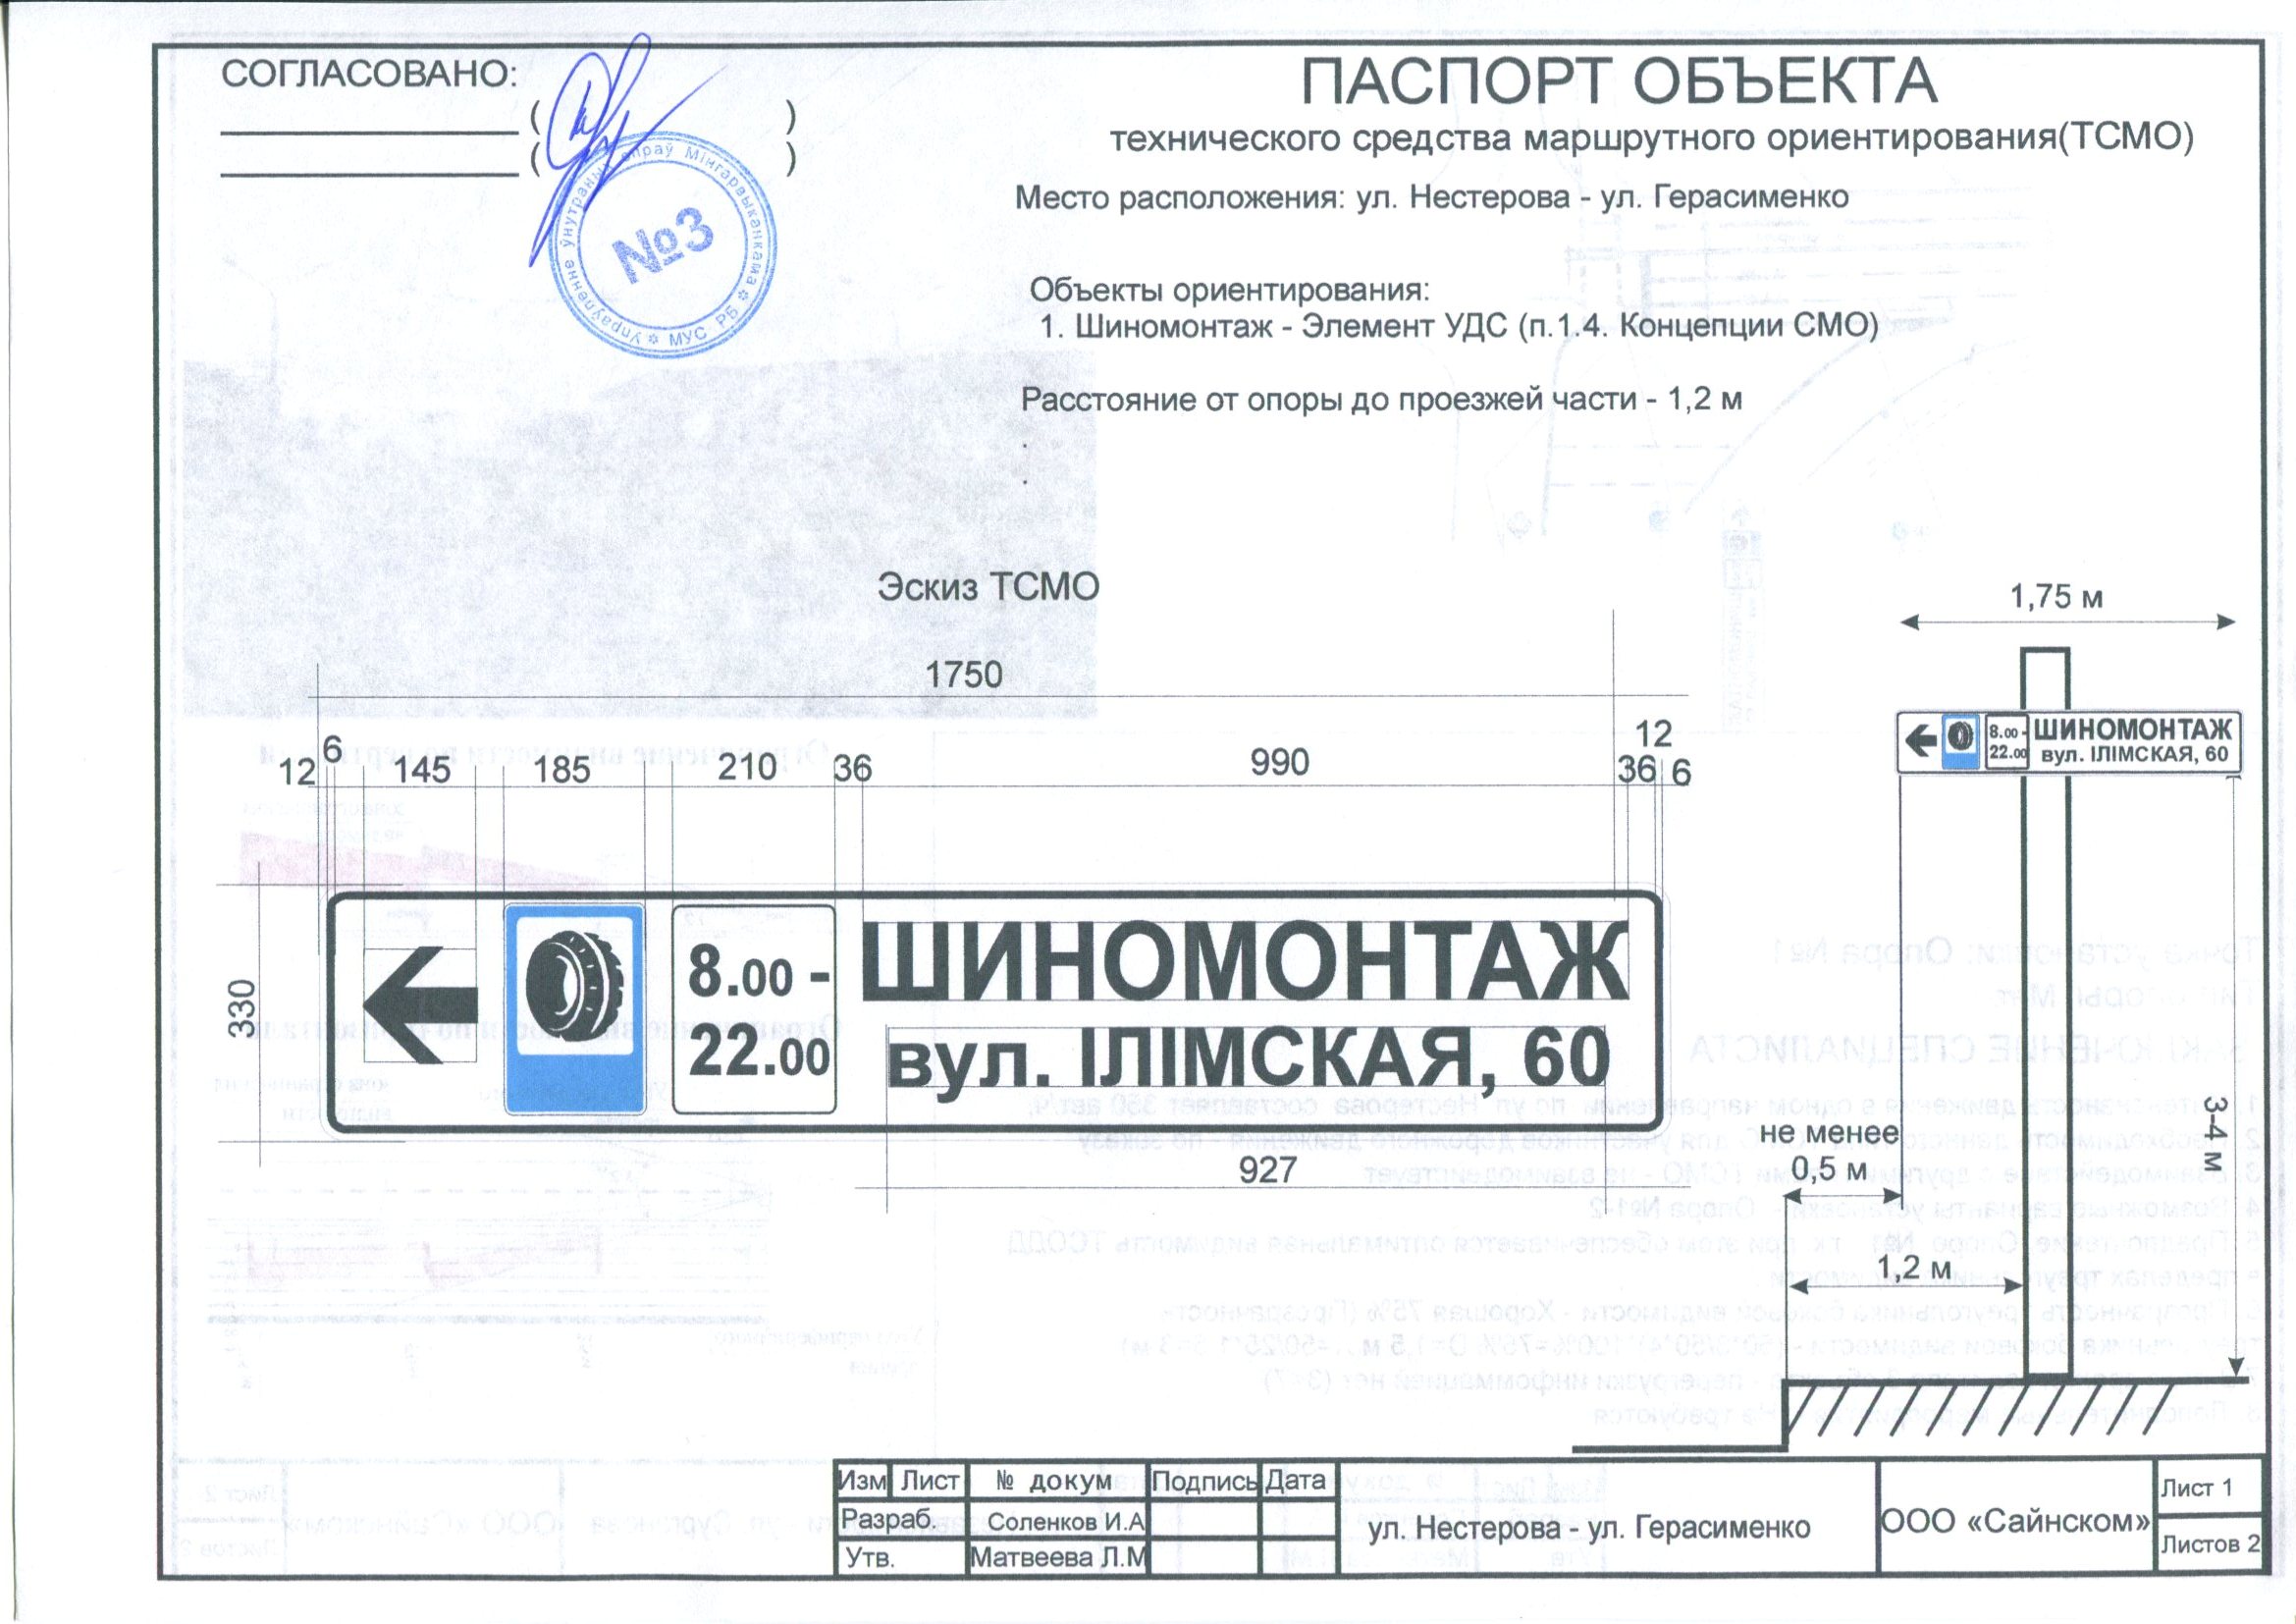 СОГЛАСОВАНО:
( )
( )
Упраўленне ўнутраных спраў Мінгарвыканкама
МУС РБ
№3
ПАСПОРТ ОБЪЕКТА
технического средства маршрутного ориентирования(ТСМО)
Место расположения: ул. Нестерова - ул. Герасименко
Объекты ориентирования:
1. Шиномонтаж - Элемент УДС (п.1.4. Концепции СМО)
Расстояние от опоры до проезжей части - 1,2 м
Эскиз ТСМО
1750
12 6 145 185 210 36 990 36 12 6
330
8.00 -
22.00
ШИНОМОНТАЖ
вул. ІЛІМСКАЯ, 60
927
1,75 м
8.00 -
22.00
ШИНОМОНТАЖ
вул. ІЛІМСКАЯ, 60
3-4 м
не менее
0,5 м
1,2 м
Изм Лист № докум Подпись Дата
Разраб. Соленков И.А
Утв. Матвеева Л.М
ул. Нестерова - ул. Герасименко
ООО «Сайнском»
Лист 1
Листов 2